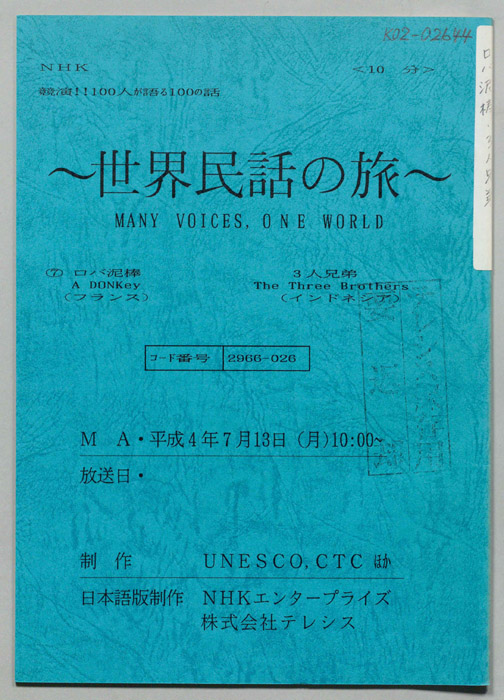 K02-02644
NHK <10 分>
競演!!100人が語る100の話
～世界民話の旅～
MANY VOICES, ONE WORLD
⑦ ロバ泥棒 3人兄弟
A DONKey The Three Brothers
(フランス) (インドネシア)
コード番号 2966-026
M A・平成4年7月13日 (月)10:00~
放送日・
制作 UNESCO, CTC ほか
日本語版制作 NHKエンタープライズ
株式会社テレシス
ロバ泥棒・3人兄弟